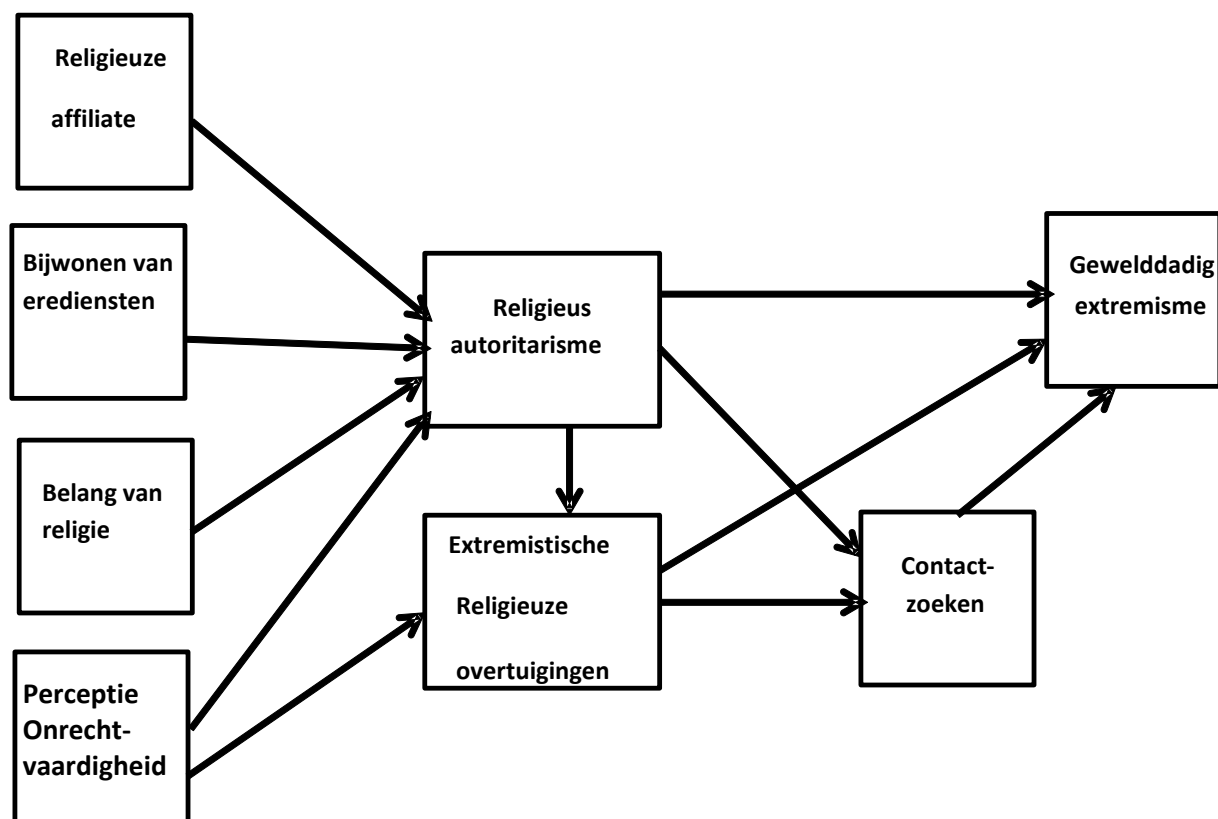 Religieuze
affiliate
Bijwonen van
erediensten
Belang van
religie
Perceptie
Onrecht-
vaardigheid
Religieus
autoritarisme
Extremistische
Religieuze
overtuigingen
Contact-
zoeken
Gewelddadig
extremisme